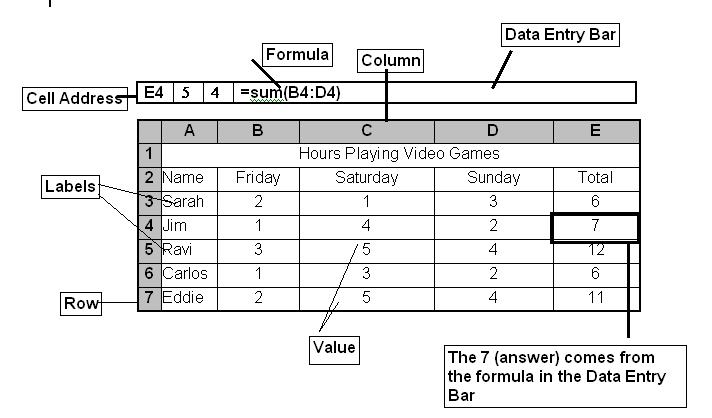 Data Entry Bar
Formula
Column
Cell Address
E4 5 4 =sum(B4:D4)
A B C D E
1 Hours Playing Video Games
2 Name Friday Saturday Sunday Total
Labels
3 Sarah 2 1 3 6
4 Jim 1 4 2 7
5 Ravi 3 5 4 12
6 Carlos 1 3 2 6
Row
7 Eddie 2 5 4 11
Value
The 7 (answer) comes from
the formula in the Data Entry
Bar